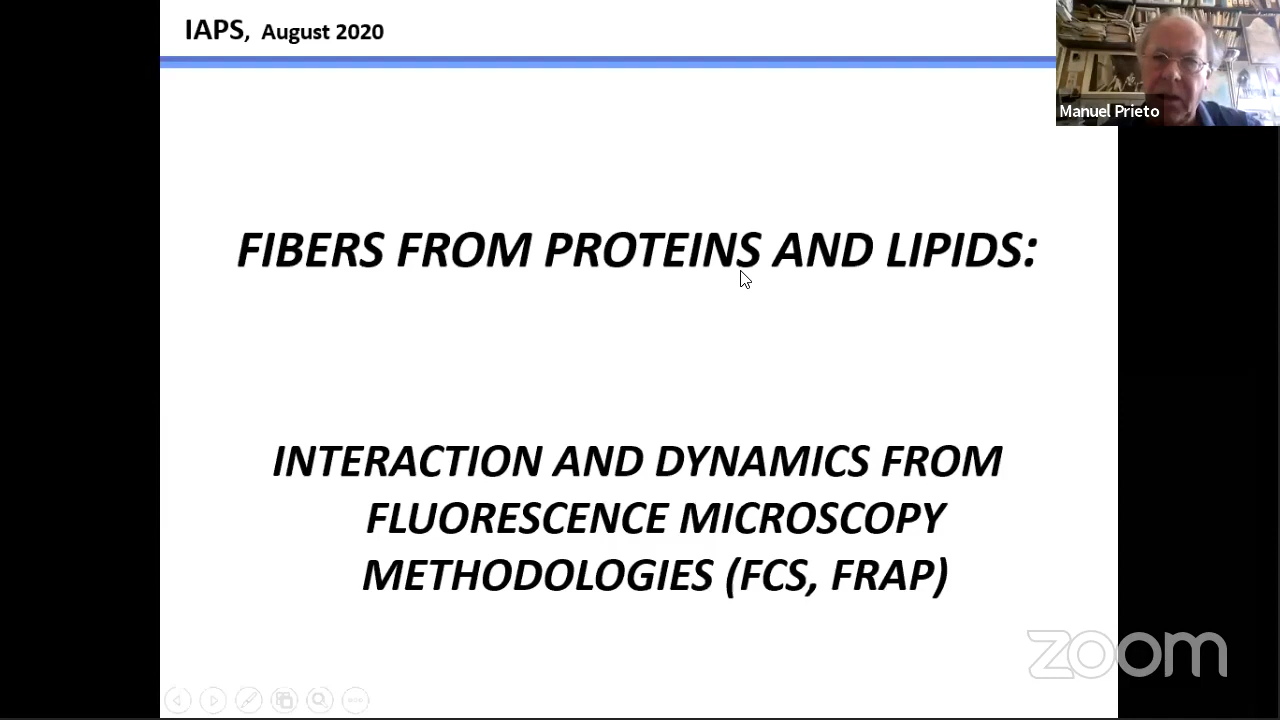 IAPS, August 2020
Manuel Prieto
FIBERS FROM PROTEINS AND LIPIDS:
INTERACTION AND DYNAMICS FROM
FLUORESCENCE MICROSCOPY
METHODOLOGIES (FCS, FRAP)
zoom